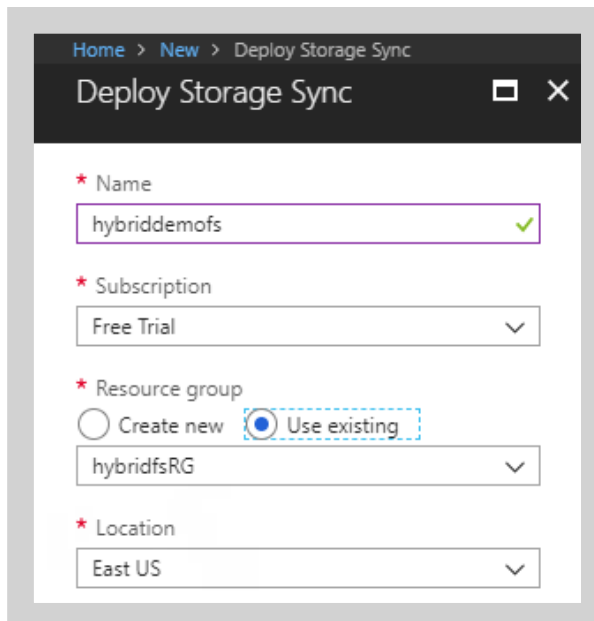 Home > New > Deploy Storage Sync
Deploy Storage Sync
* Name
hybriddemofs
* Subscription
Free Trial
* Resource group
Create new Use existing
hybridfsRG
* Location
East US